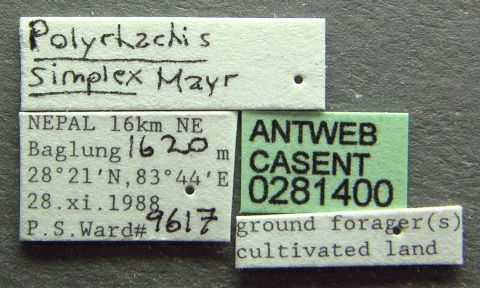 Polyrhachis
simplex Mayr
NEPAL 16km NE
Baglung 1620 m
28°21'N,83°44'E
28.xi.1988
P.S.Ward# 9617
ANTWEB
CASENT
0281400
ground forager(s)
cultivated land